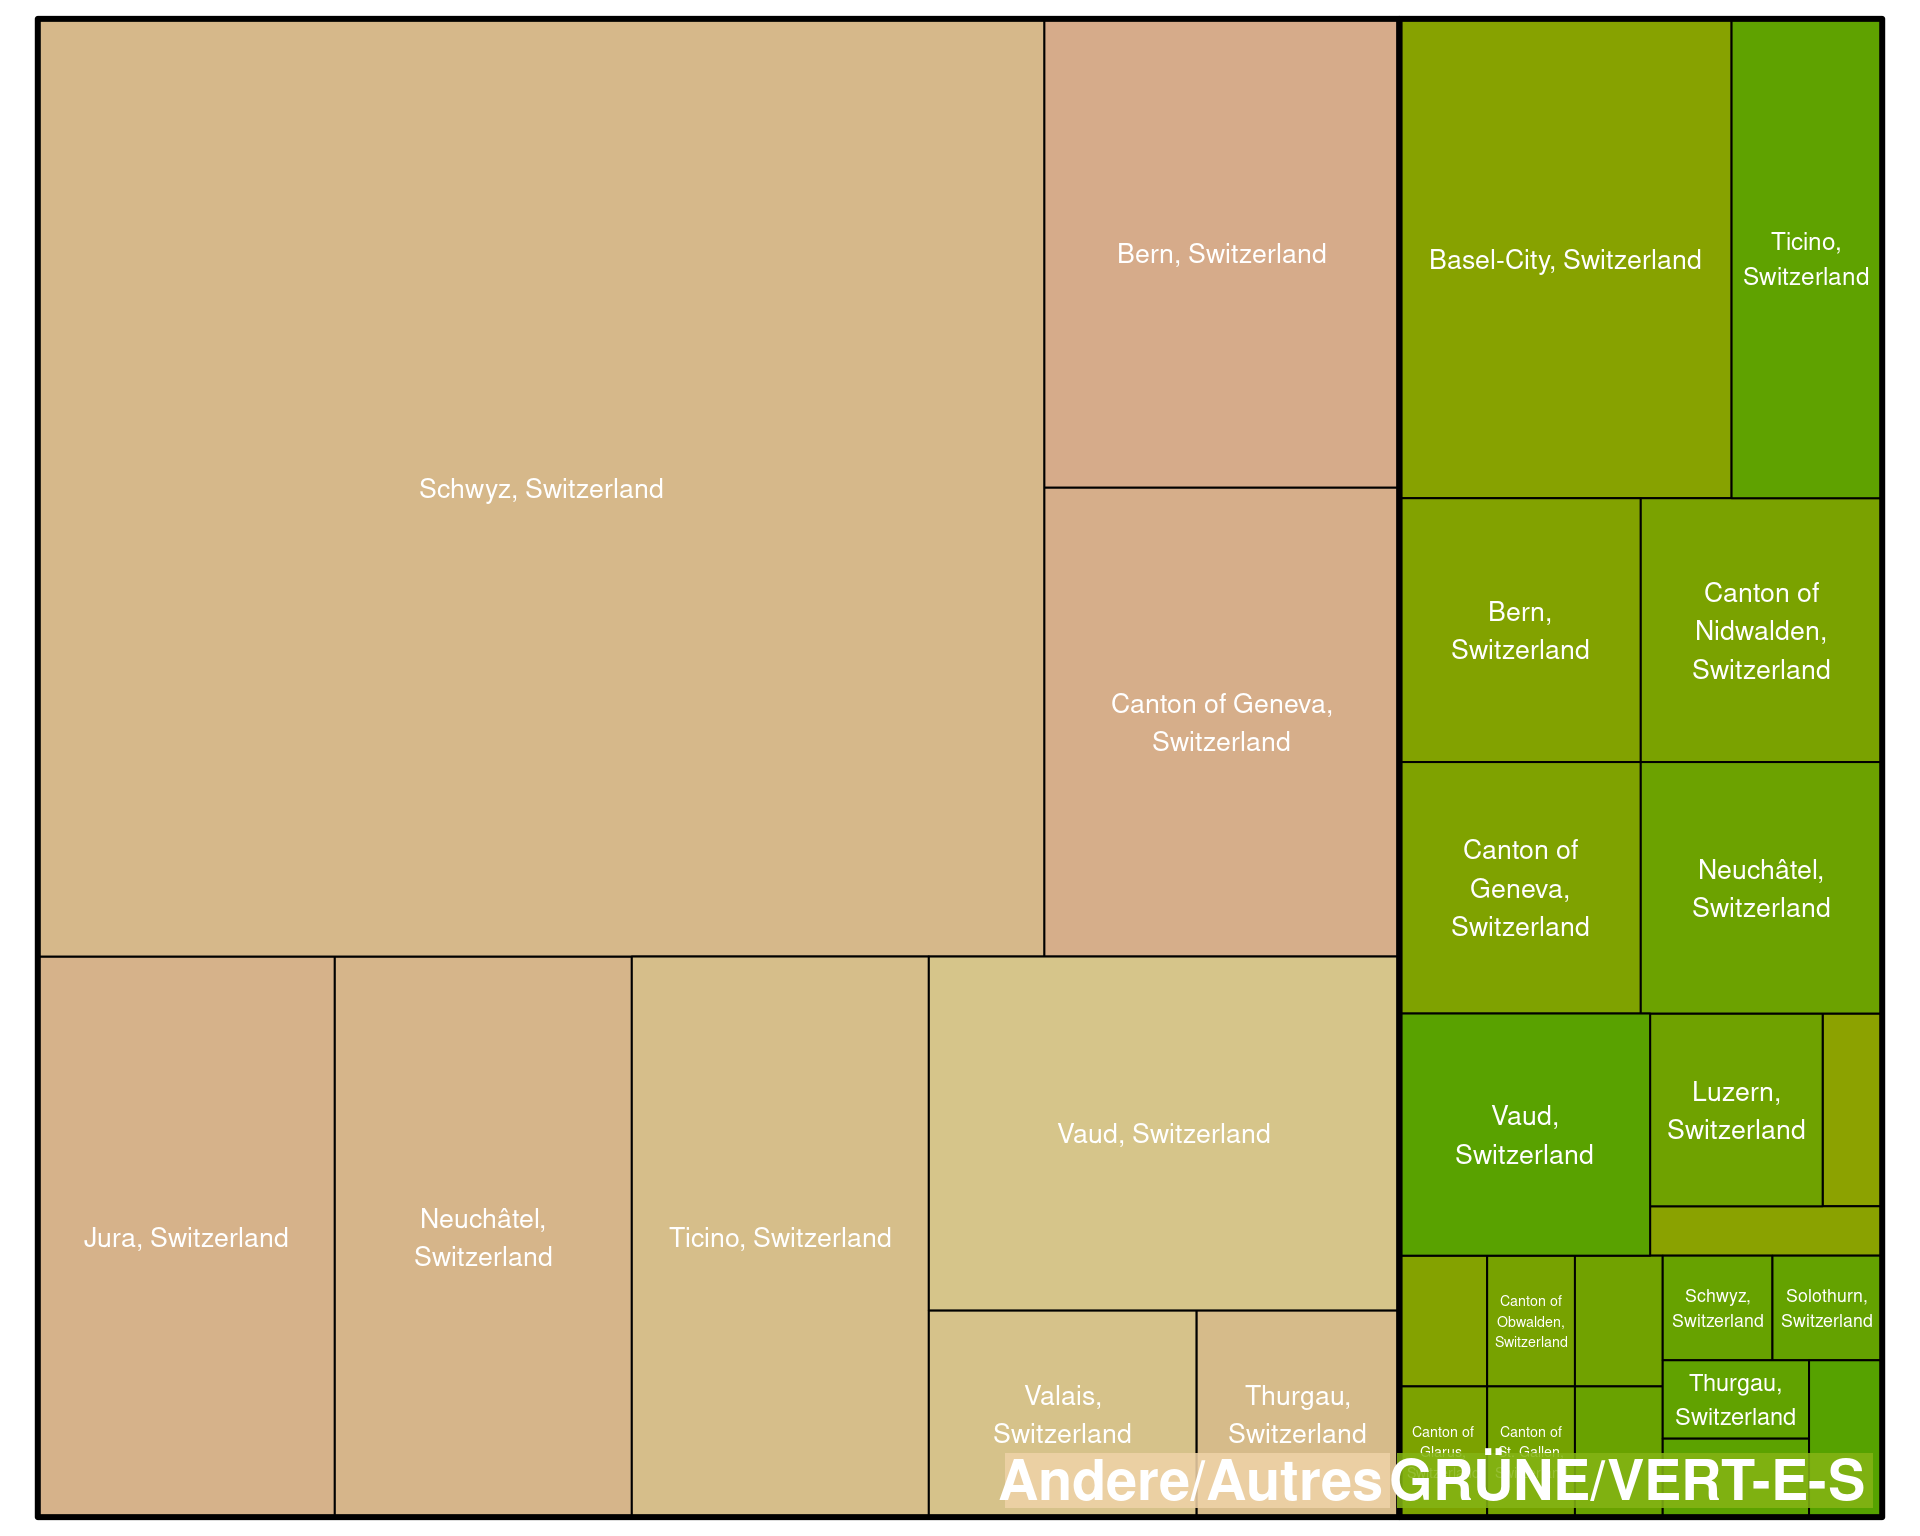 Schwyz, Switzerland
Bern, Switzerland
Canton of Geneva,
Switzerland
Jura, Switzerland
Neuchâtel,
Switzerland
Ticino, Switzerland
Vaud, Switzerland
Valais,
Switzerland
Thurgau,
Switzerland
Andere/Autres
Basel-City, Switzerland
Ticino,
Switzerland
Bern,
Switzerland
Canton of
Nidwalden,
Switzerland
Canton of
Geneva,
Switzerland
Neuchâtel,
Switzerland
Vaud,
Switzerland
Luzern,
Switzerland
Canton of
Obwalden,
Switzerland
Schwyz,
Switzerland
Solothurn,
Switzerland
Thurgau,
Switzerland
Canton of
Glarus,
Canton of
St. Gallen,
GRÜNE/VERT-E-S